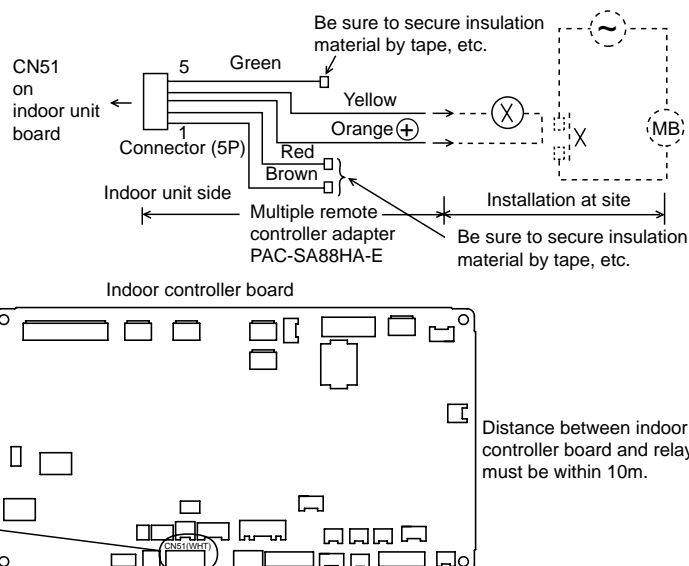 Be sure to secure insulation
material by tape, etc.
CN51
on
indoor unit
board
5
Green
Yellow
Orange
+
X
X
MB
~
1
Connector (5P)
Red
Brown
Indoor unit side
Installation at site
Multiple remote
controller adapter
PAC-SA88HA-E
Be sure to secure insulation
material by tape, etc.
Indoor controller board
Distance between indoor
controller board and relay
must be within 10m.
CN51(WHT)